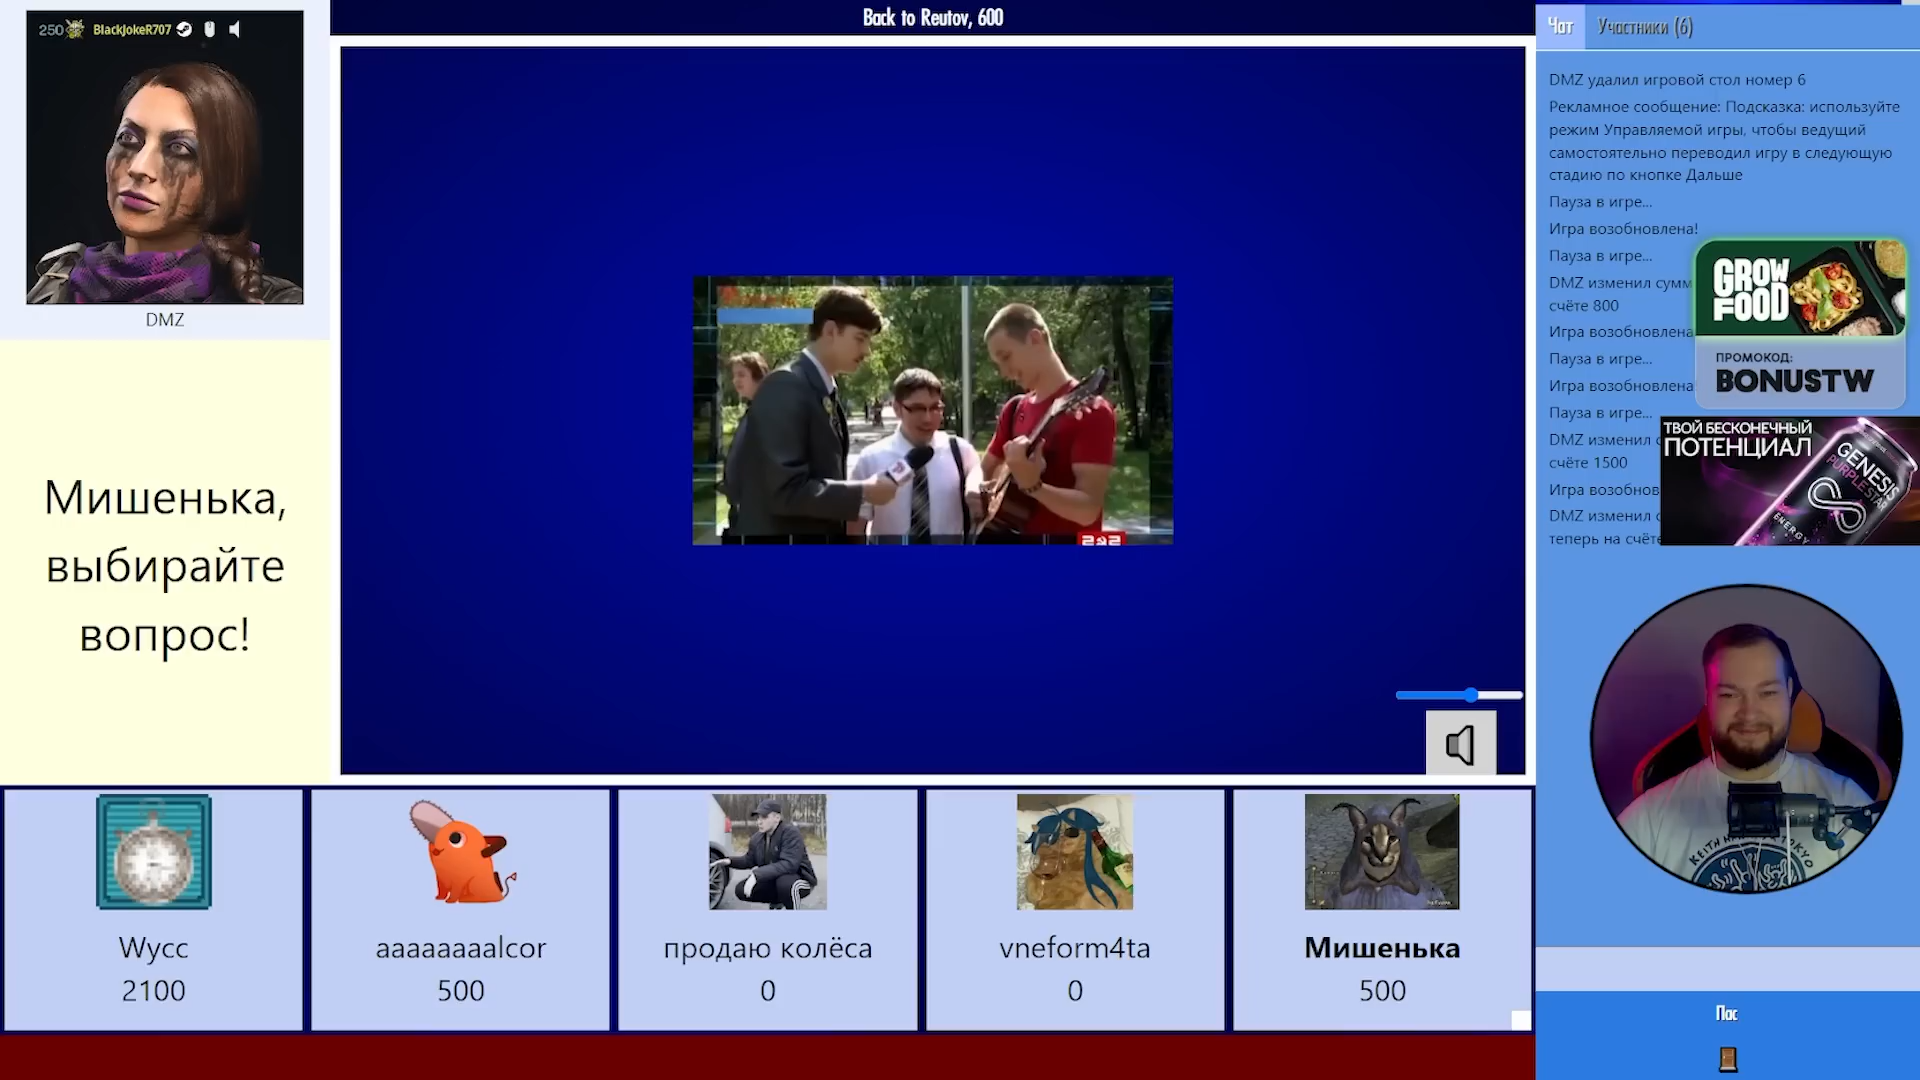 250 BlackJokeR707
DMZ
Мишенька,
выбирайте
вопрос!
Back to Reutov, 600
2×2
Wycc
2100
aaaaaaaalcor
500
продаю колёса
0
vneform4ta
0
Мишенька
500
Чат
Участники (6)
DMZ удалил игровой стол номер 6
Рекламное сообщение: Подсказка: используйте
режим Управляемой игры, чтобы ведущий
самостоятельно переводил игру в следующую
стадию по кнопке Дальше
Пауза в игре...
Игра возобновлена!
Пауза в игре...
DMZ изменил сумм
счёте 800
Игра возобновлена
Пауза в игре...
Игра возобновлена
Пауза в игре...
DMZ изменил с
счёте 1500
Игра возобнов
DMZ изменил с
теперь на счёте
GROW
FOOD
ПРОМОКОД:
BONUSTW
ТВОЙ БЕСКОНЕЧНЫЙ
ПОТЕНЦИАЛ
GENESIS
PURPLE STAR
ENERGY
Пас